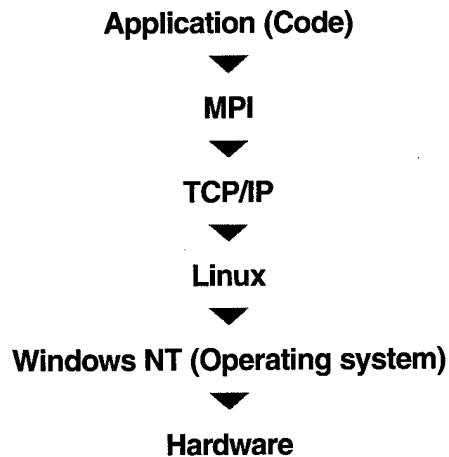 Application (Code)
MPI
TCP/IP
Linux
Windows NT (Operating system)
Hardware